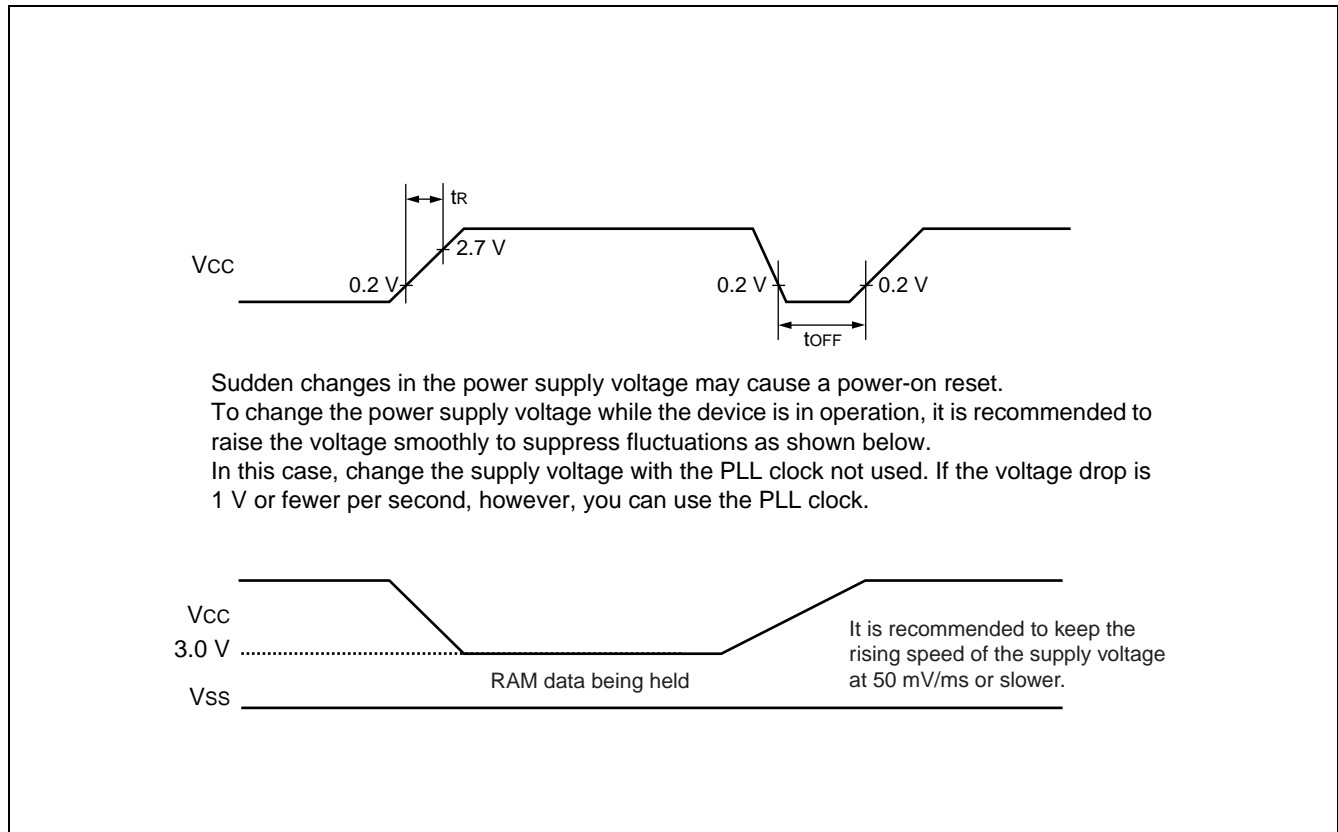 tR
2.7 V
VCC
0.2 V
0.2 V
0.2 V
tOFF
Sudden changes in the power supply voltage may cause a power-on reset.
To change the power supply voltage while the device is in operation, it is recommended to
raise the voltage smoothly to suppress fluctuations as shown below.
In this case, change the supply voltage with the PLL clock not used. If the voltage drop is
1 V or fewer per second, however, you can use the PLL clock.
VCC
3.0 V
RAM data being held
VSS
It is recommended to keep the
rising speed of the supply voltage
at 50 mV/ms or slower.